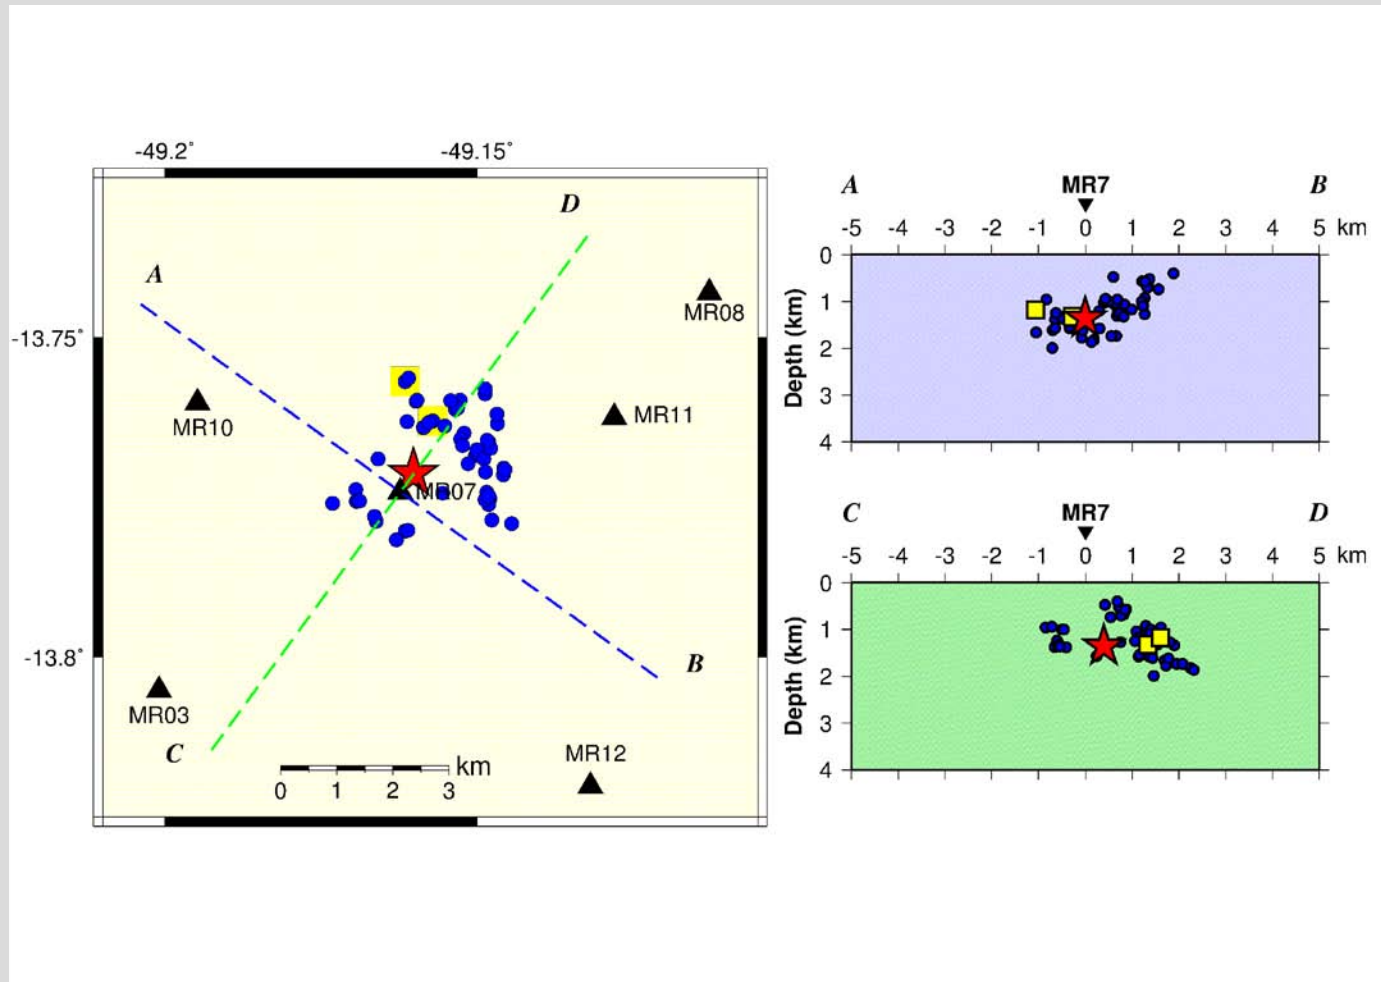 -49.2° -49.15°
D
A
MR08
-13.75°
MR10
MR11
MR07
-13.8°
B
MR03
C
MR12
km
0 1 2 3
A MR7 B
-5 -4 -3 -2 -1 0 1 2 3 4 5 km
0
1
2
3
4
Depth (km)
C MR7 D
-5 -4 -3 -2 -1 0 1 2 3 4 5 km
0
1
2
3
4
Depth (km)